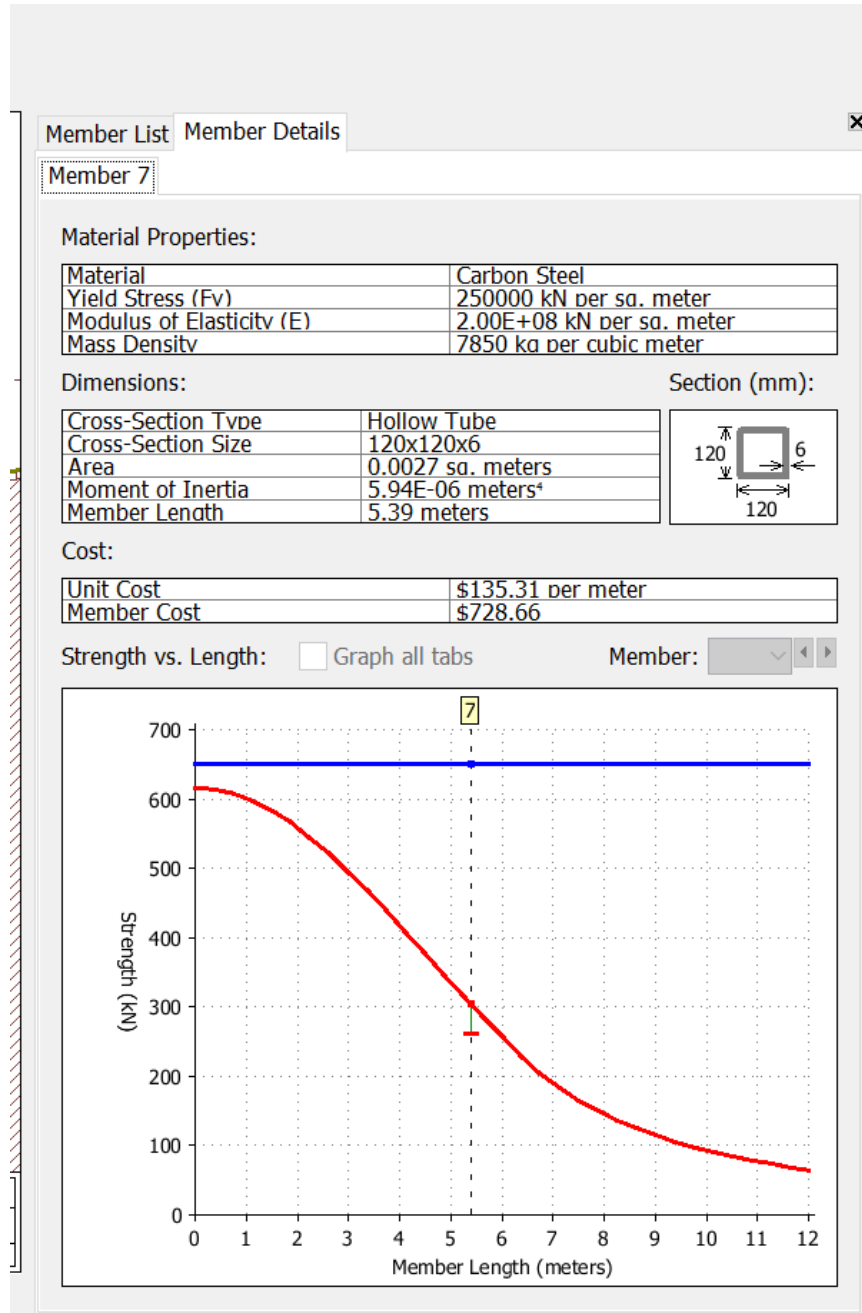 Member List Member Details
Member 7
Material Properties:
Material Carbon Steel
Yield Stress (Fy) 250000 kN per sq. meter
Modulus of Elasticity (E) 2.00E+08 kN per sq. meter
Mass Density 7850 kg per cubic meter
Dimensions: Section (mm):
Cross-Section Type Hollow Tube
Cross-Section Size 120x120x6
Area 0.0027 sq. meters
Moment of Inertia 5.94E-06 meters⁴
Member Length 5.39 meters
120 6
120
Cost:
Unit Cost $135.31 per meter
Member Cost $728.66
Strength vs. Length: Graph all tabs Member:
7
700
600
500
400
300
200
100
0
Strength (kN)
0 1 2 3 4 5 6 7 8 9 10 11 12
Member Length (meters)